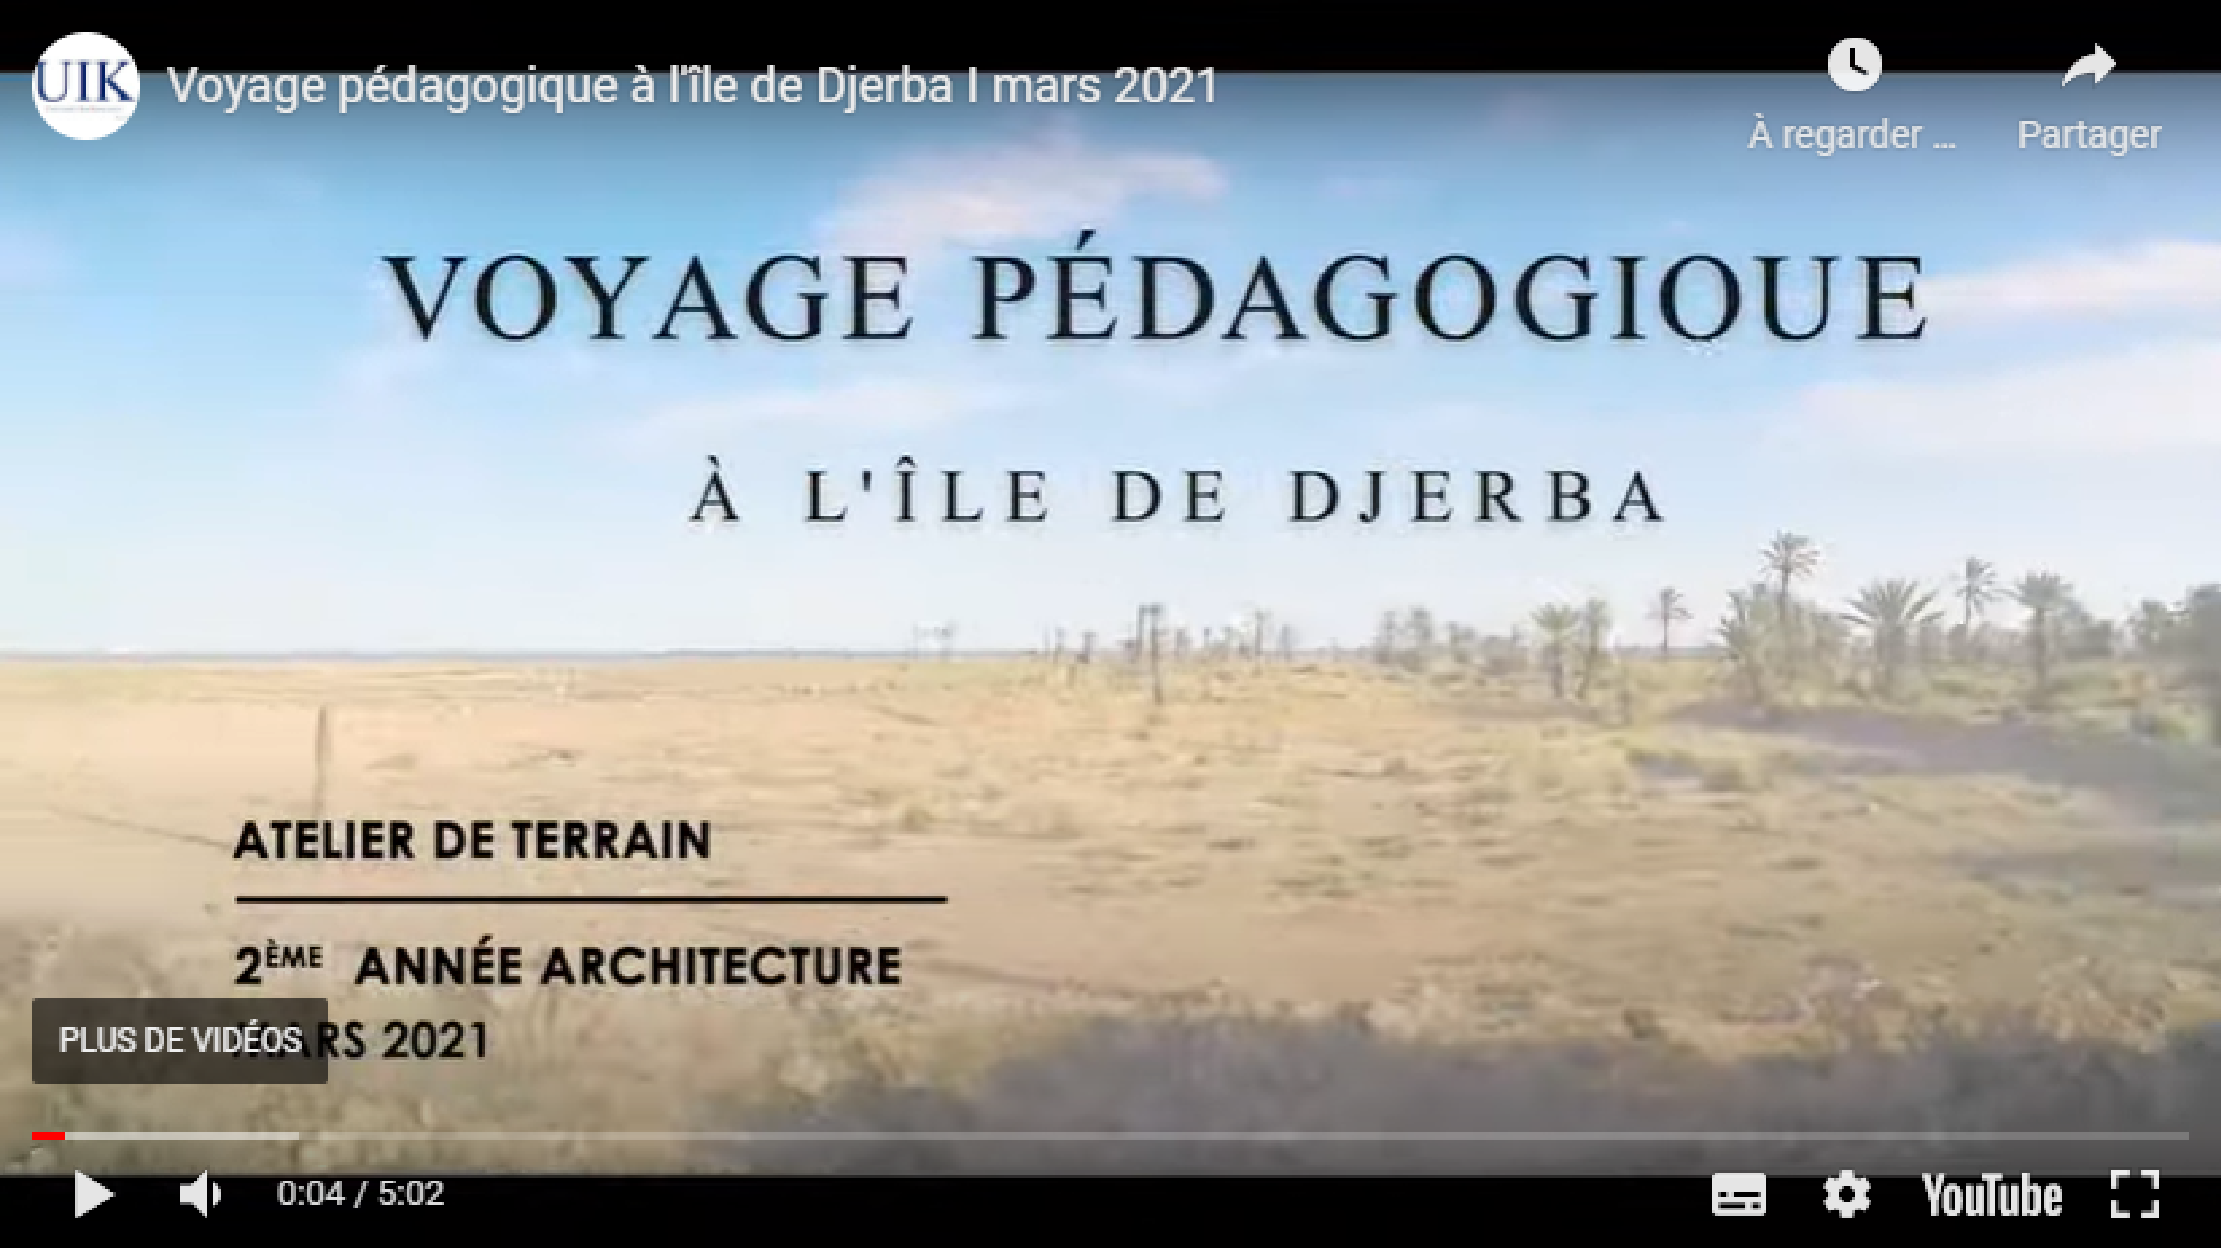 UIK
Voyage pédagogique à l'île de Djerba I mars 2021
À regarder ...
Partager
VOYAGE PÉDAGOGIQUE
À L'ÎLE DE DJERBA
ATELIER DE TERRAIN
2ÈME ANNÉE ARCHITECTURE
MARS 2021
PLUS DE VIDÉOS
0:04 / 5:02
YouTube